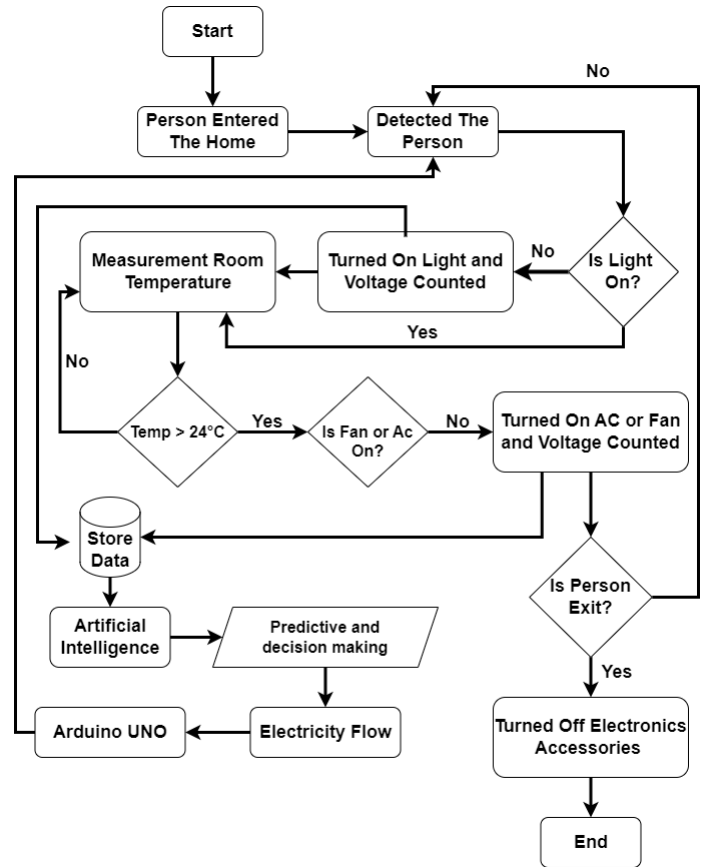 Start
No
Person Entered
The Home
Detected The
Person
Measurement Room
Temperature
Turned On Light and
Voltage Counted
No
Is Light
On?
Yes
No
Temp > 24°C
Yes
Is Fan or Ac
On?
No
Turned On AC or Fan
and Voltage Counted
Store
Data
Is Person
Exit?
Artificial
Intelligence
Predictive and
decision making
Yes
Arduino UNO
Electricity Flow
Turned Off Electronics
Accessories
End